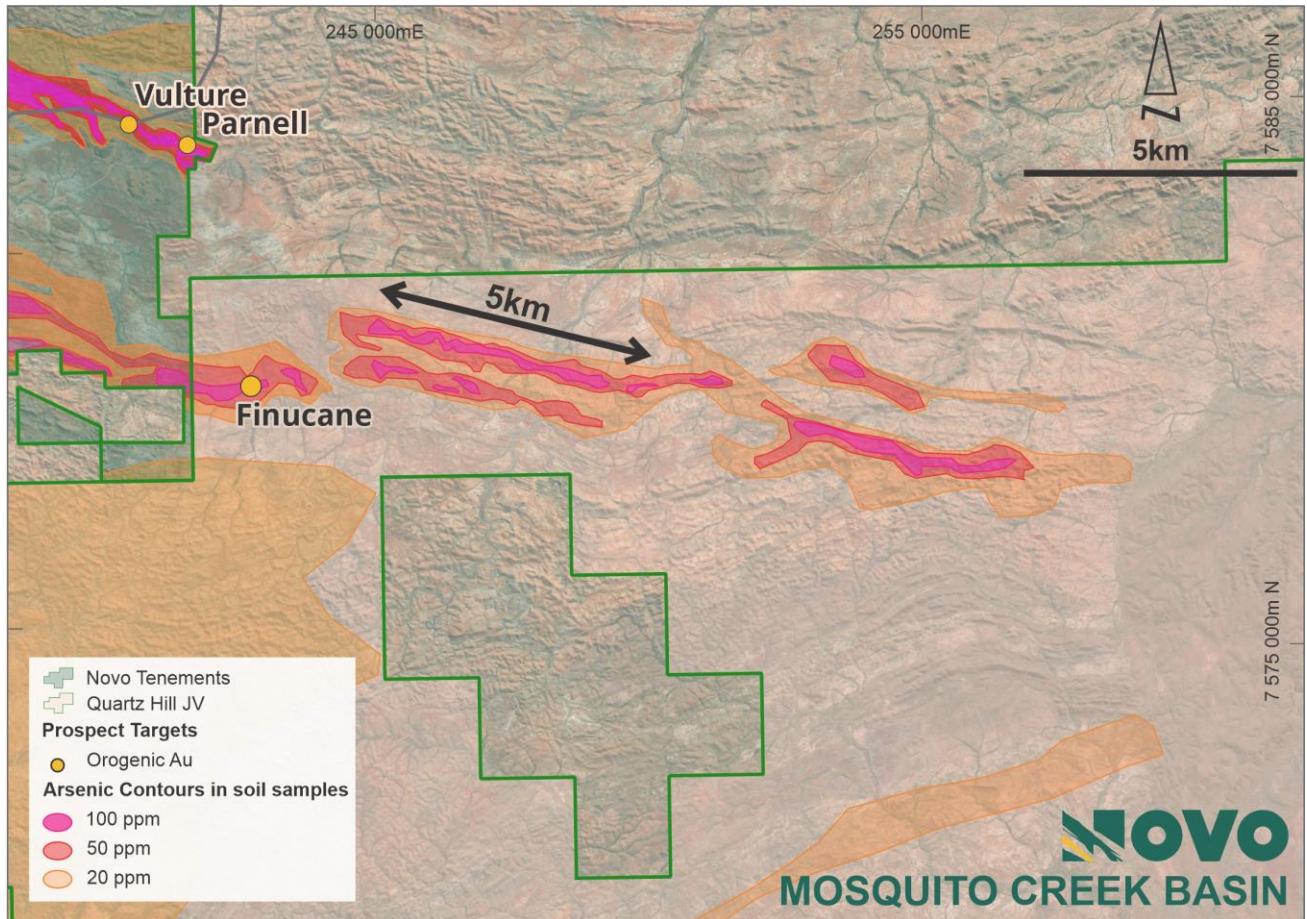 245 000mE
255 000mE
7 585 000m N
Z
5km
Vulture
Parnell
5km
Finucane
7 575 000m N
Novo Tenements
Quartz Hill JV
Prospect Targets
Orogenic Au
Arsenic Contours in soil samples
100 ppm
50 ppm
20 ppm
NOVO
MOSQUITO CREEK BASIN